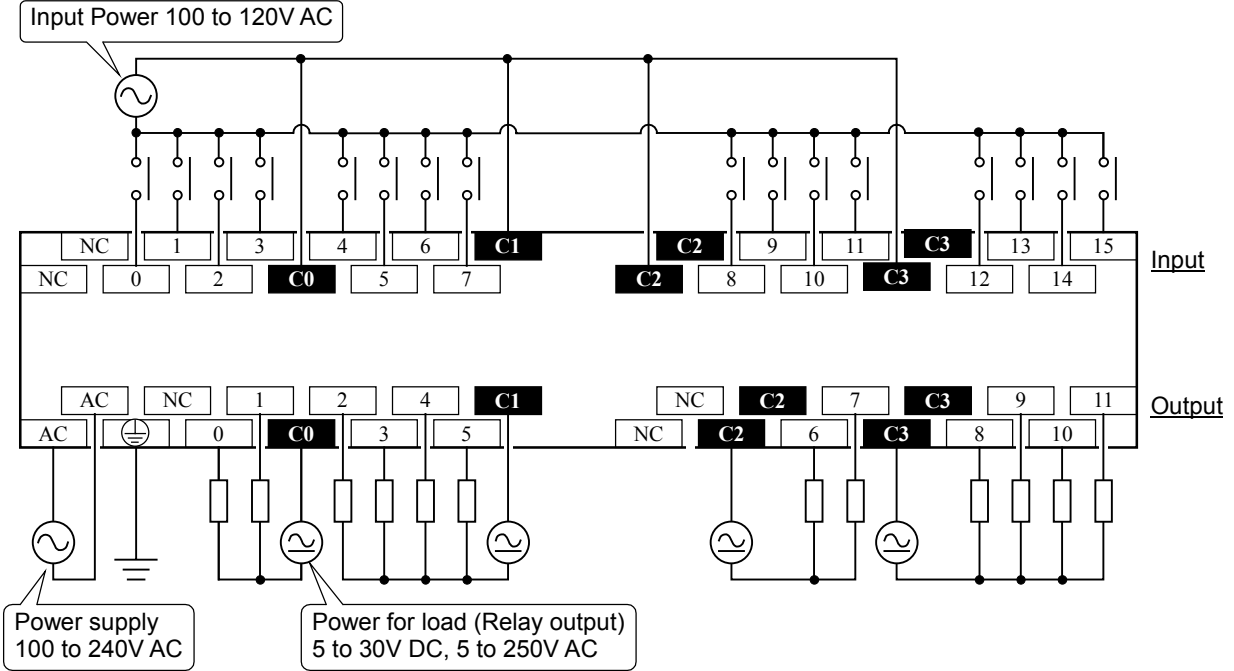 Input Power 100 to 120V AC
NC 1 3 4 6 C1 C2 9 11 C3 13 15
Input
NC 0 2 C0 5 7 C2 8 10 C3 12 14
AC NC 1 2 4 C1 NC C2 7 C3 9 11
Output
AC 0 C0 3 5 NC C2 6 C3 8 10
Power supply
100 to 240V AC
Power for load (Relay output)
5 to 30V DC, 5 to 250V AC